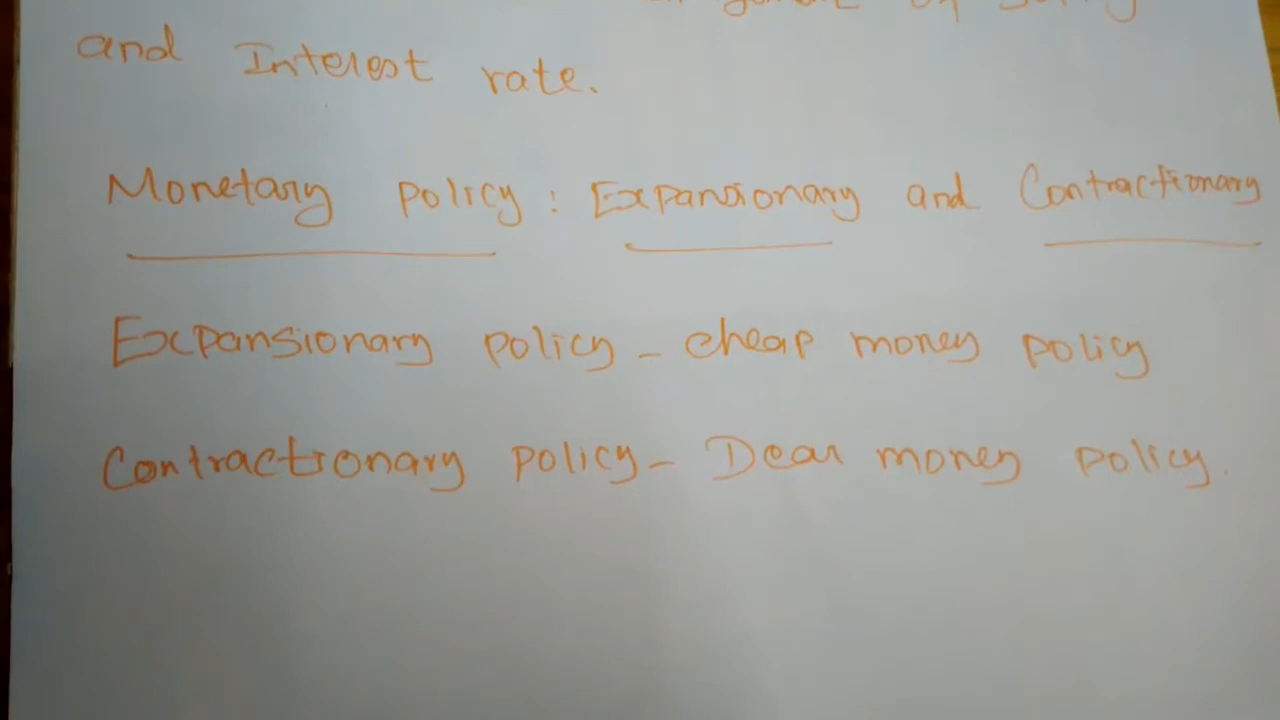 and Interest rate.
Monetary policy : Expansionary and Contractionary
Expansionary policy - cheap money policy
Contractionary policy - Dear money policy.